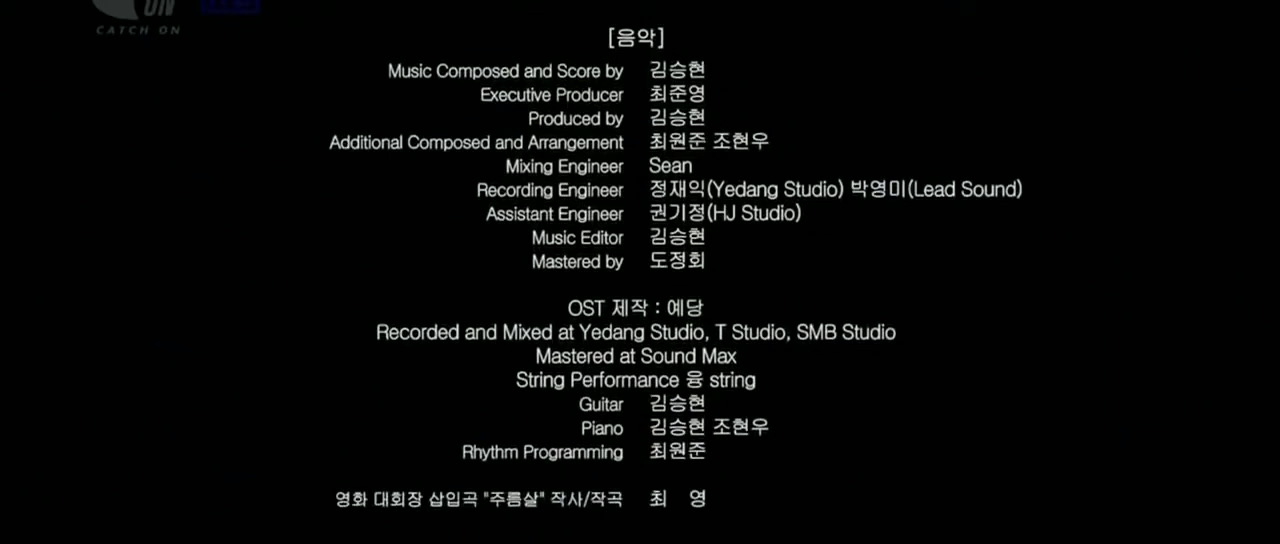 ON
CATCH ON
[음악]
Music Composed and Score by 김승현
Executive Producer 최준영
Produced by 김승현
Additional Composed and Arrangement 최원준 조현우
Mixing Engineer Sean
Recording Engineer 정재익(Yedang Studio) 박영미(Lead Sound)
Assistant Engineer 권기정(HJ Studio)
Music Editor 김승현
Mastered by 도정회
OST 제작 : 예당
Recorded and Mixed at Yedang Studio, T Studio, SMB Studio
Mastered at Sound Max
String Performance 융 string
Guitar 김승현
Piano 김승현 조현우
Rhythm Programming 최원준
영화 대회장 삽입곡 "주름살" 작사/작곡 최 영